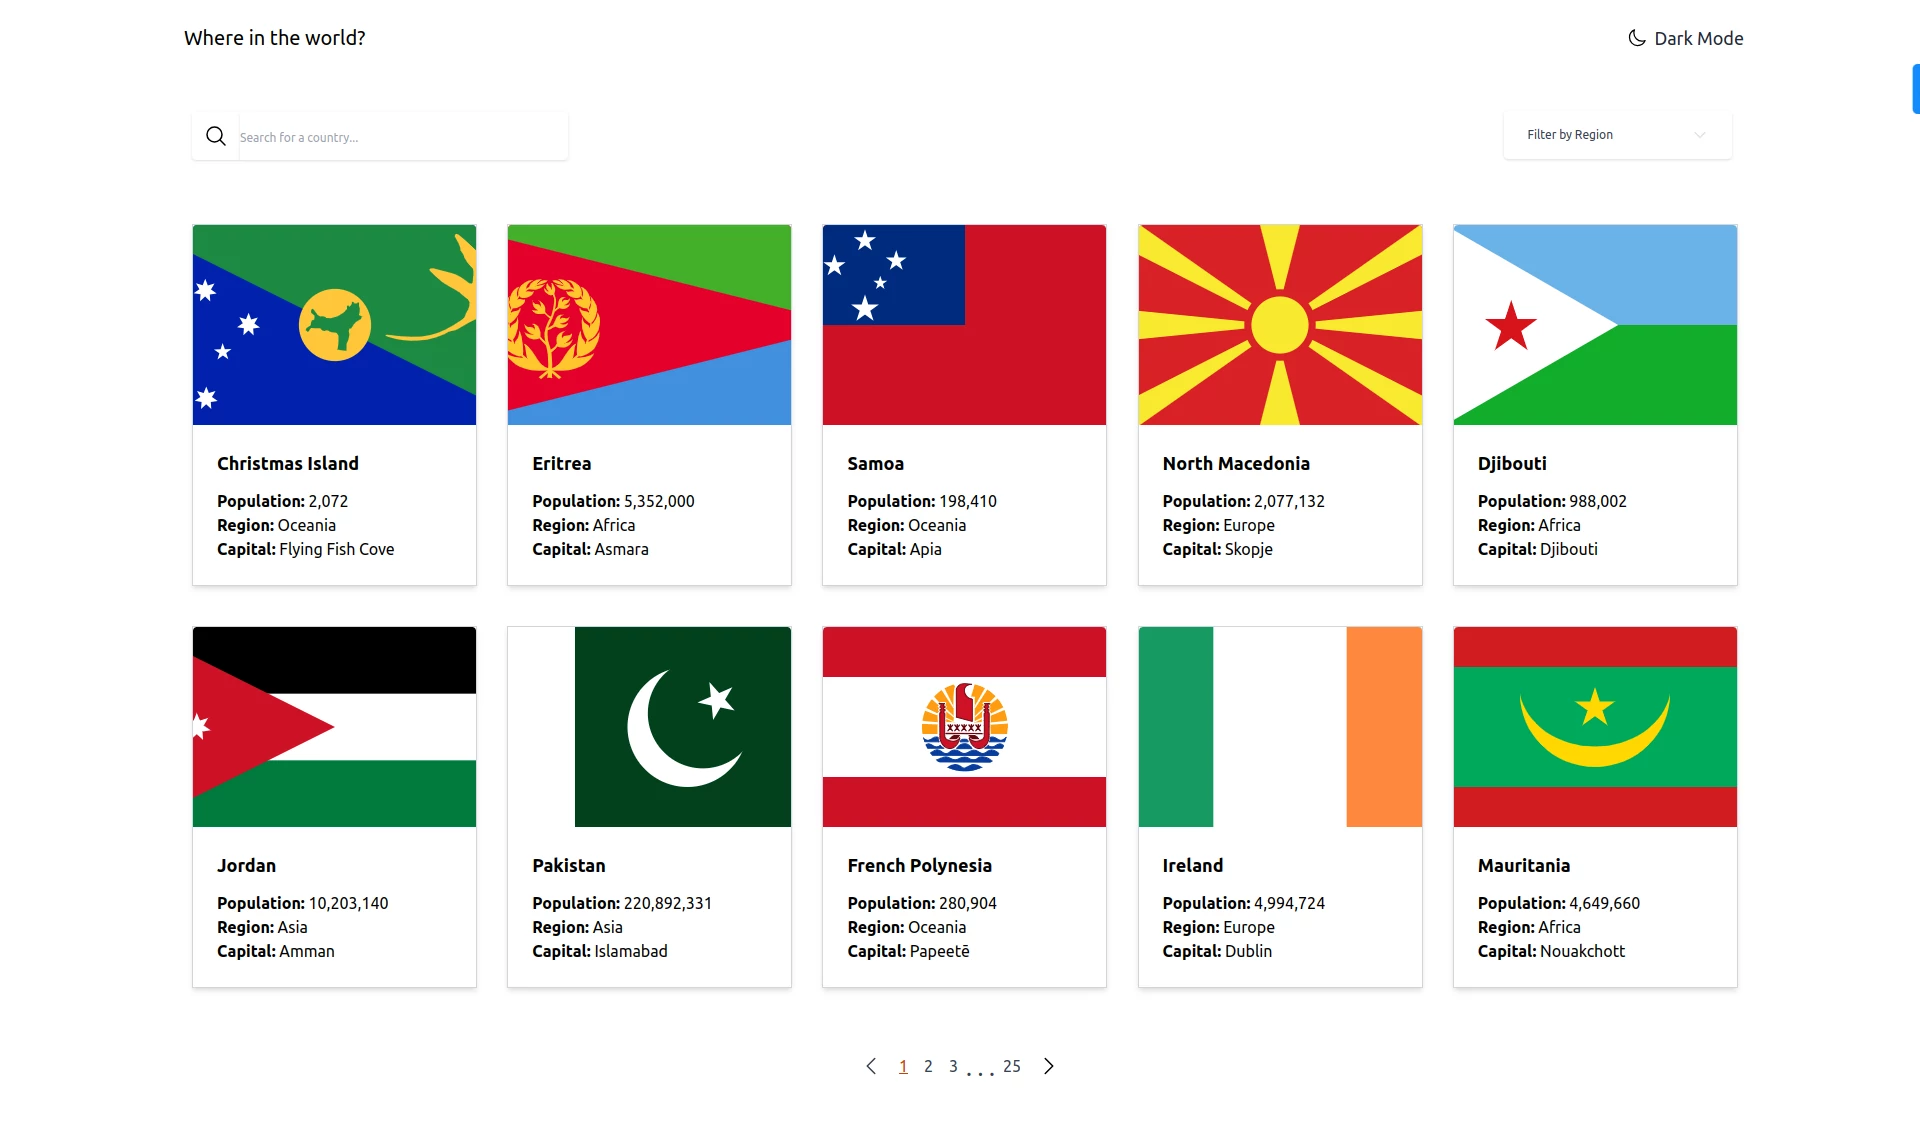 Where in the world?
Dark Mode
Search for a country...
Filter by Region
Christmas Island
Population: 2,072
Region: Oceania
Capital: Flying Fish Cove
Eritrea
Population: 5,352,000
Region: Africa
Capital: Asmara
Samoa
Population: 198,410
Region: Oceania
Capital: Apia
North Macedonia
Population: 2,077,132
Region: Europe
Capital: Skopje
Djibouti
Population: 988,002
Region: Africa
Capital: Djibouti
Jordan
Population: 10,203,140
Region: Asia
Capital: Amman
Pakistan
Population: 220,892,331
Region: Asia
Capital: Islamabad
French Polynesia
Population: 280,904
Region: Oceania
Capital: Papeetē
Ireland
Population: 4,994,724
Region: Europe
Capital: Dublin
Mauritania
Population: 4,649,660
Region: Africa
Capital: Nouakchott
1 2 3 ... 25